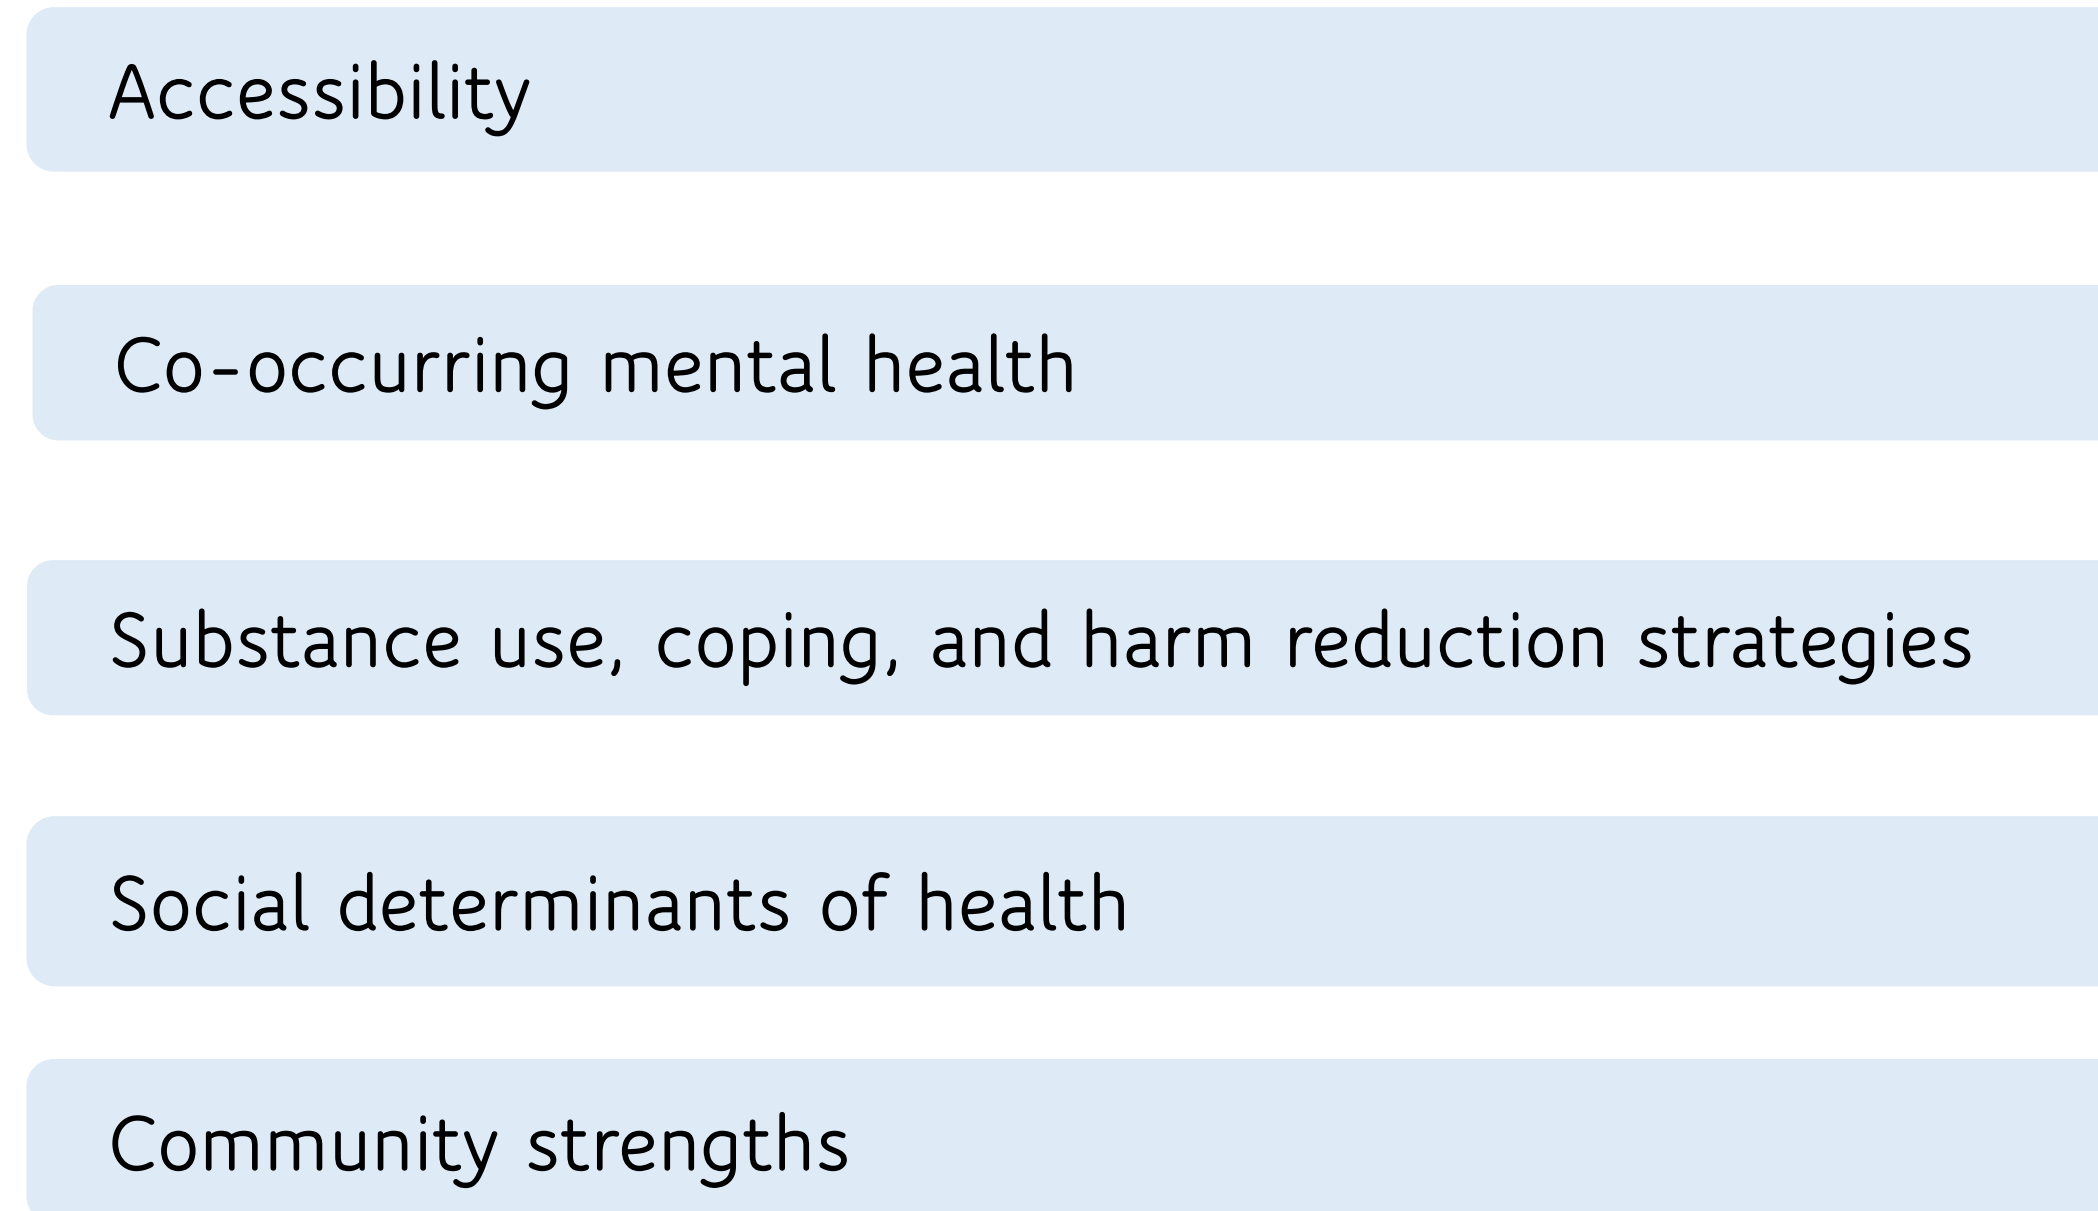 Accessibility
Co-occurring mental health
Substance use, coping, and harm reduction strategies
Social determinants of health
Community strengths